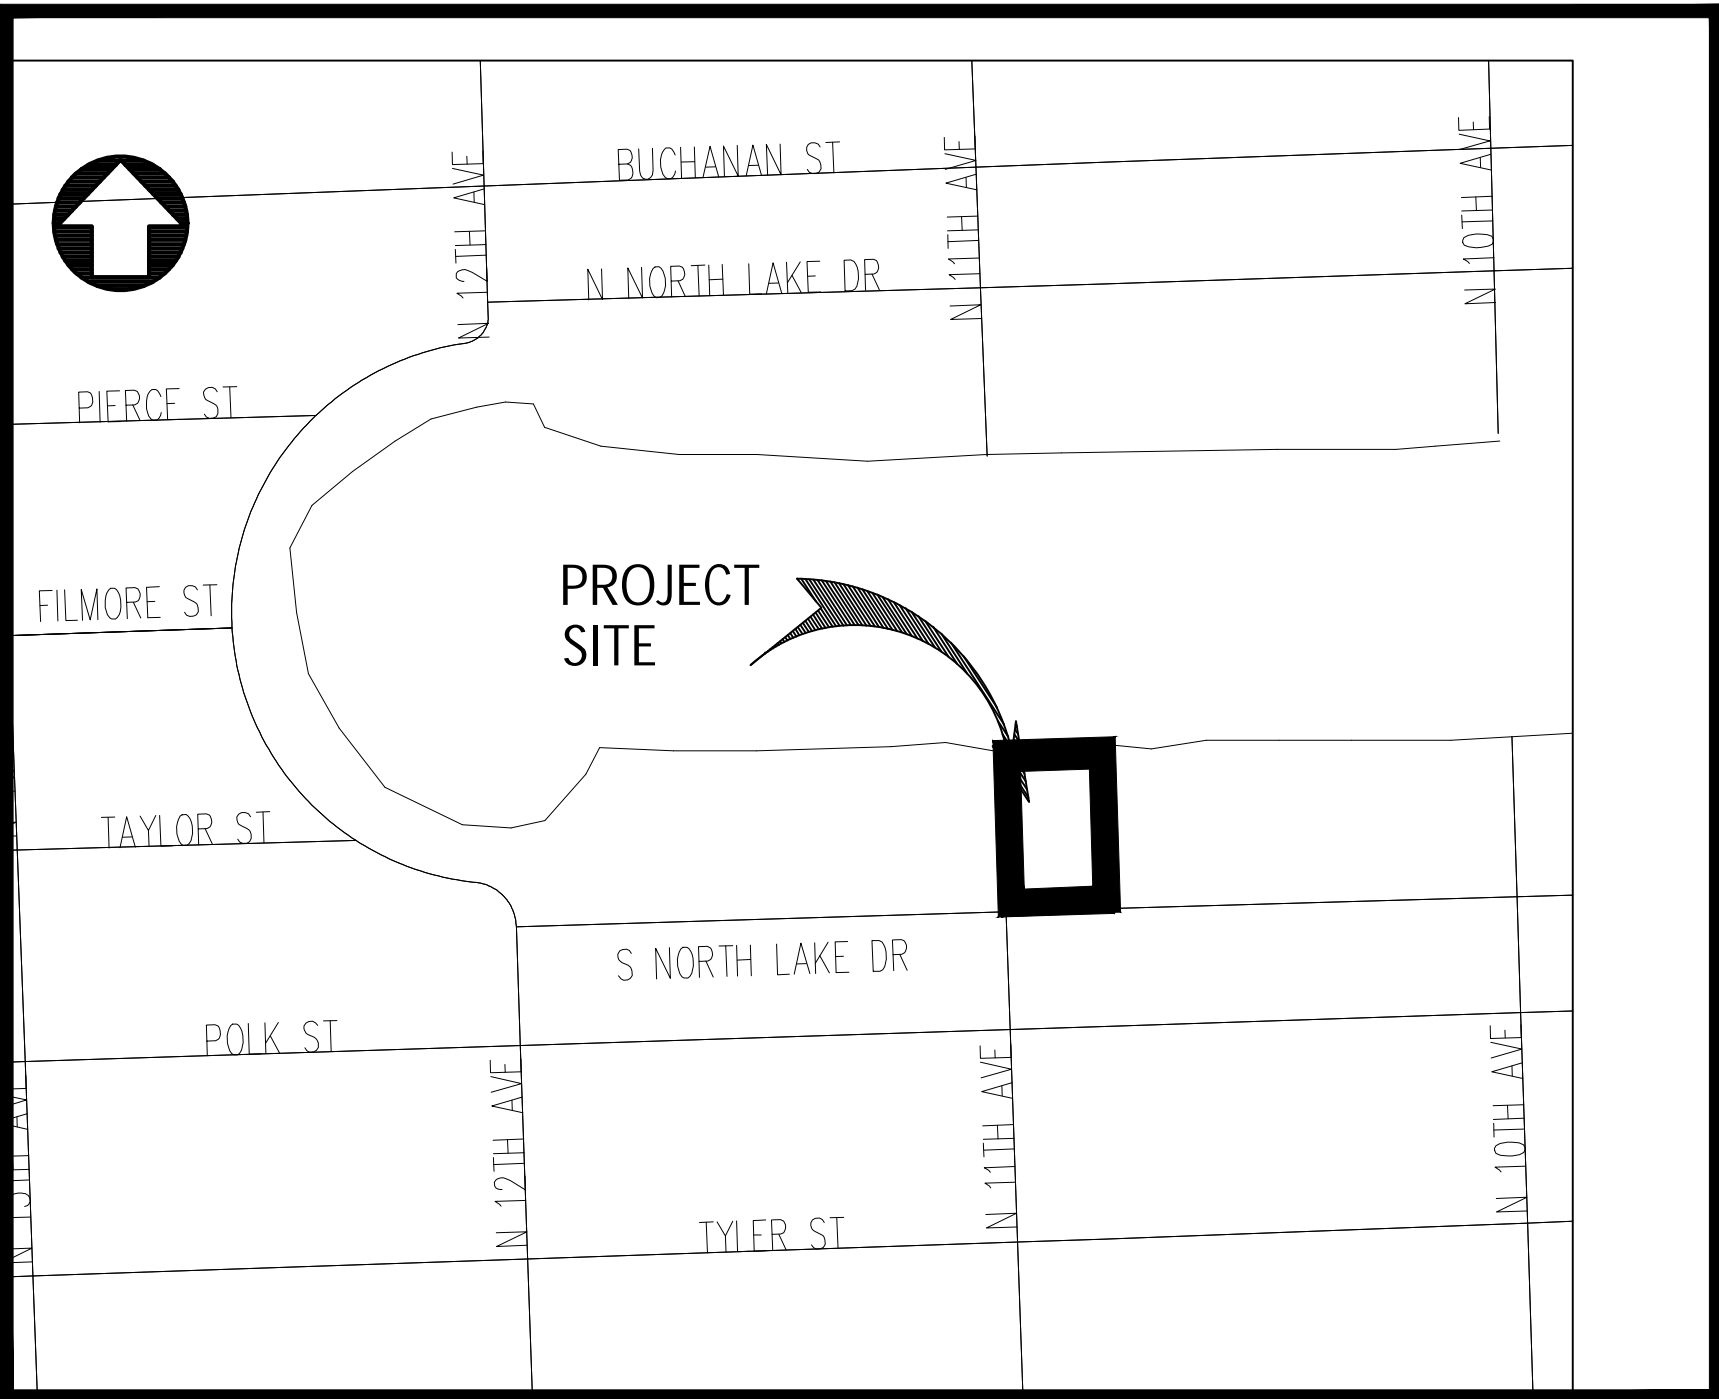 BUCHANAN ST
N 12TH AVE
N 11TH AVE
N 10TH AVE
N NORTH LAKE DR
PIERCE ST
FILMORE ST
PROJECT
SITE
TAYLOR ST
S NORTH LAKE DR
POLK ST
N 12TH AVE
N 11TH AVE
N 10TH AVE
TYLER ST